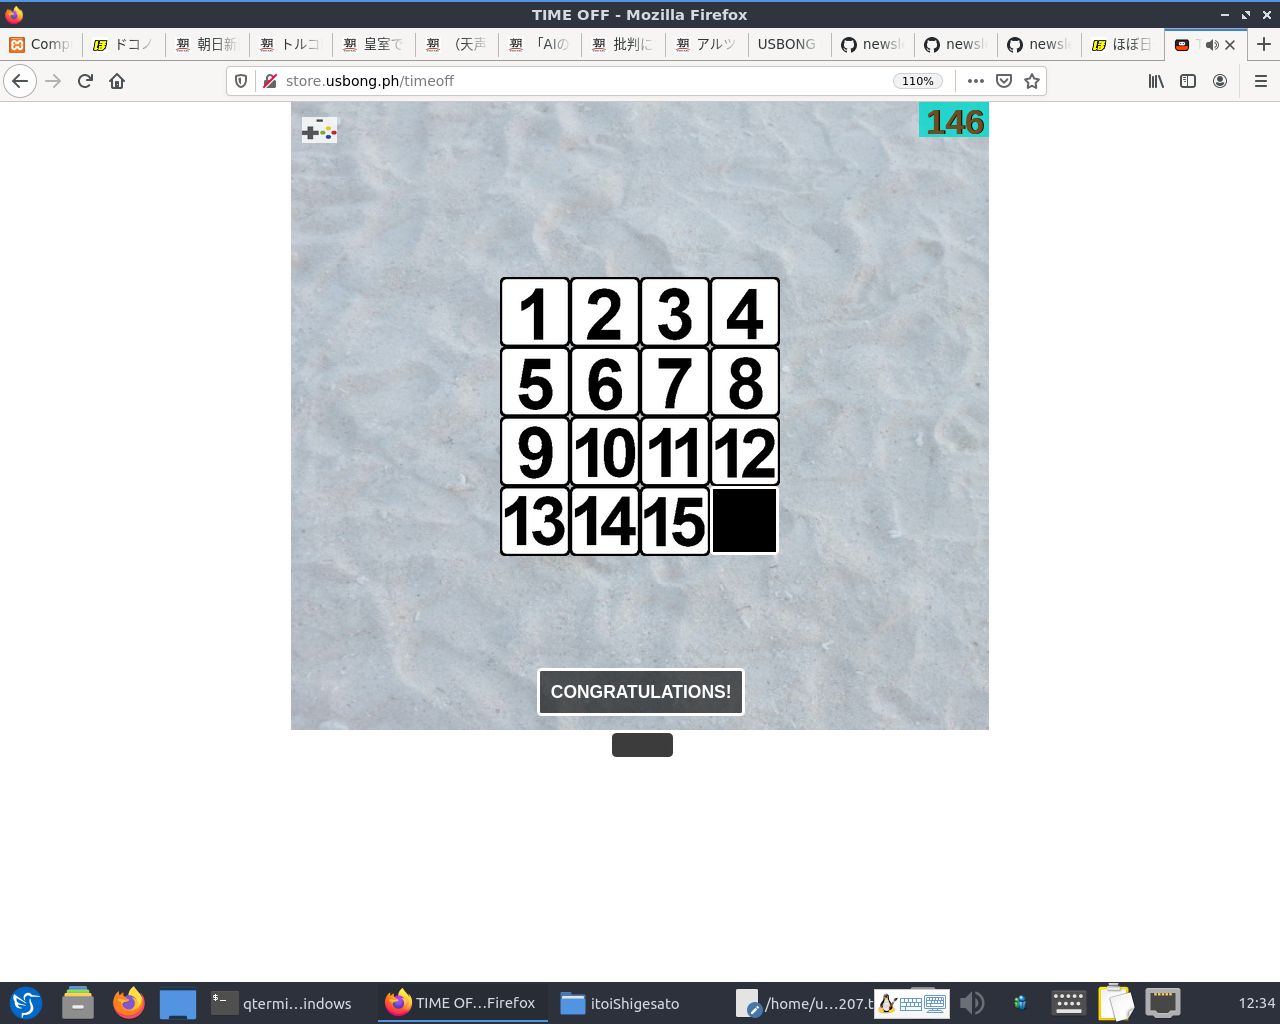 TIME OFF - Mozilla Firefox
Comp
ドコノ
朝日新
トルコ
皇室で
（天声
「AIの
批判に
アルツ
USBONG
newsl
newsl
newsl
ほぼ日
store.usbong.ph/timeoff
110%
146
1 2 3 4
5 6 7 8
9 10 11 12
13 14 15
CONGRATULATIONS!
qtermi...indows
TIME OF...Firefox
itoiShigesato
/home/u...207.t
12:34